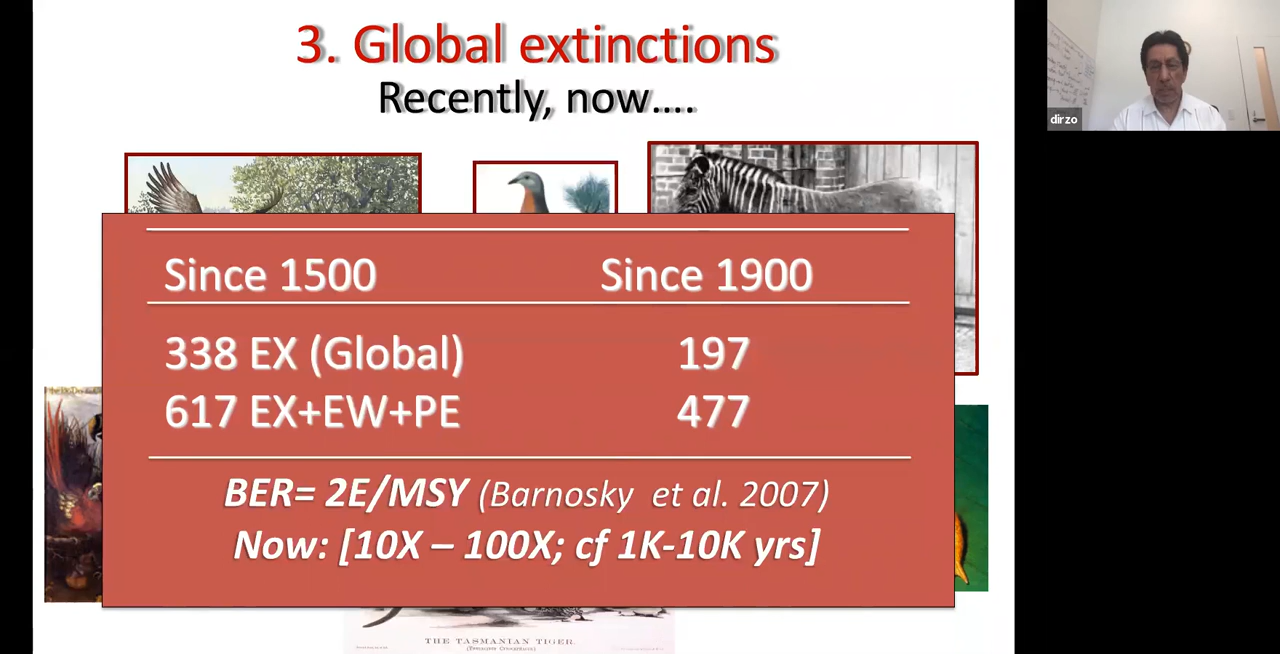 3. Global extinctions
Recently, now....
dirzo
Since 1500 Since 1900
338 EX (Global) 197
617 EX+EW+PE 477
BER= 2E/MSY (Barnosky et al. 2007)
Now: [10X – 100X; cf 1K-10K yrs]
THE TASMANIAN TIGER.